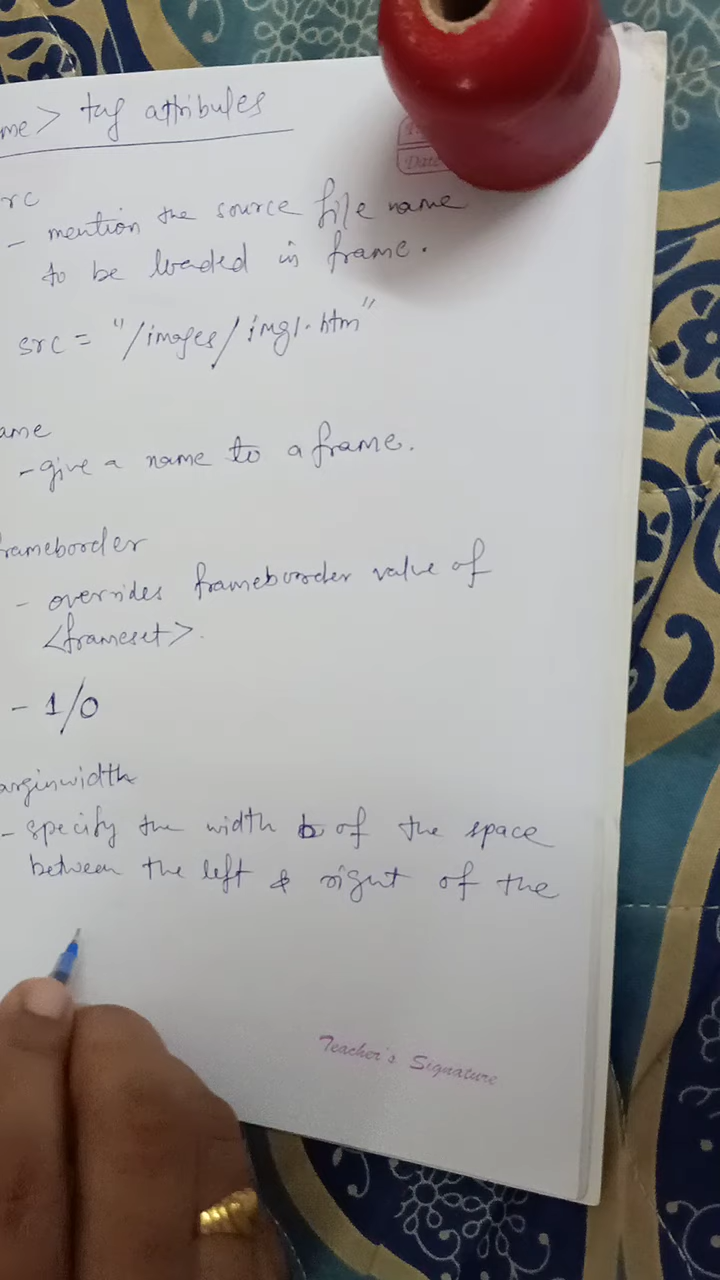 me> tag attributes
Date
rc
- mention the source file name
to be loaded in frame.
src = "/images/img1.htm"
ame
- give a name to a frame.
frameborder
- overrides frameborder value of
<frameset>.
- 1/0
arginwidth
- specify the width b of the space
between the left & right of the
Teacher's Signature